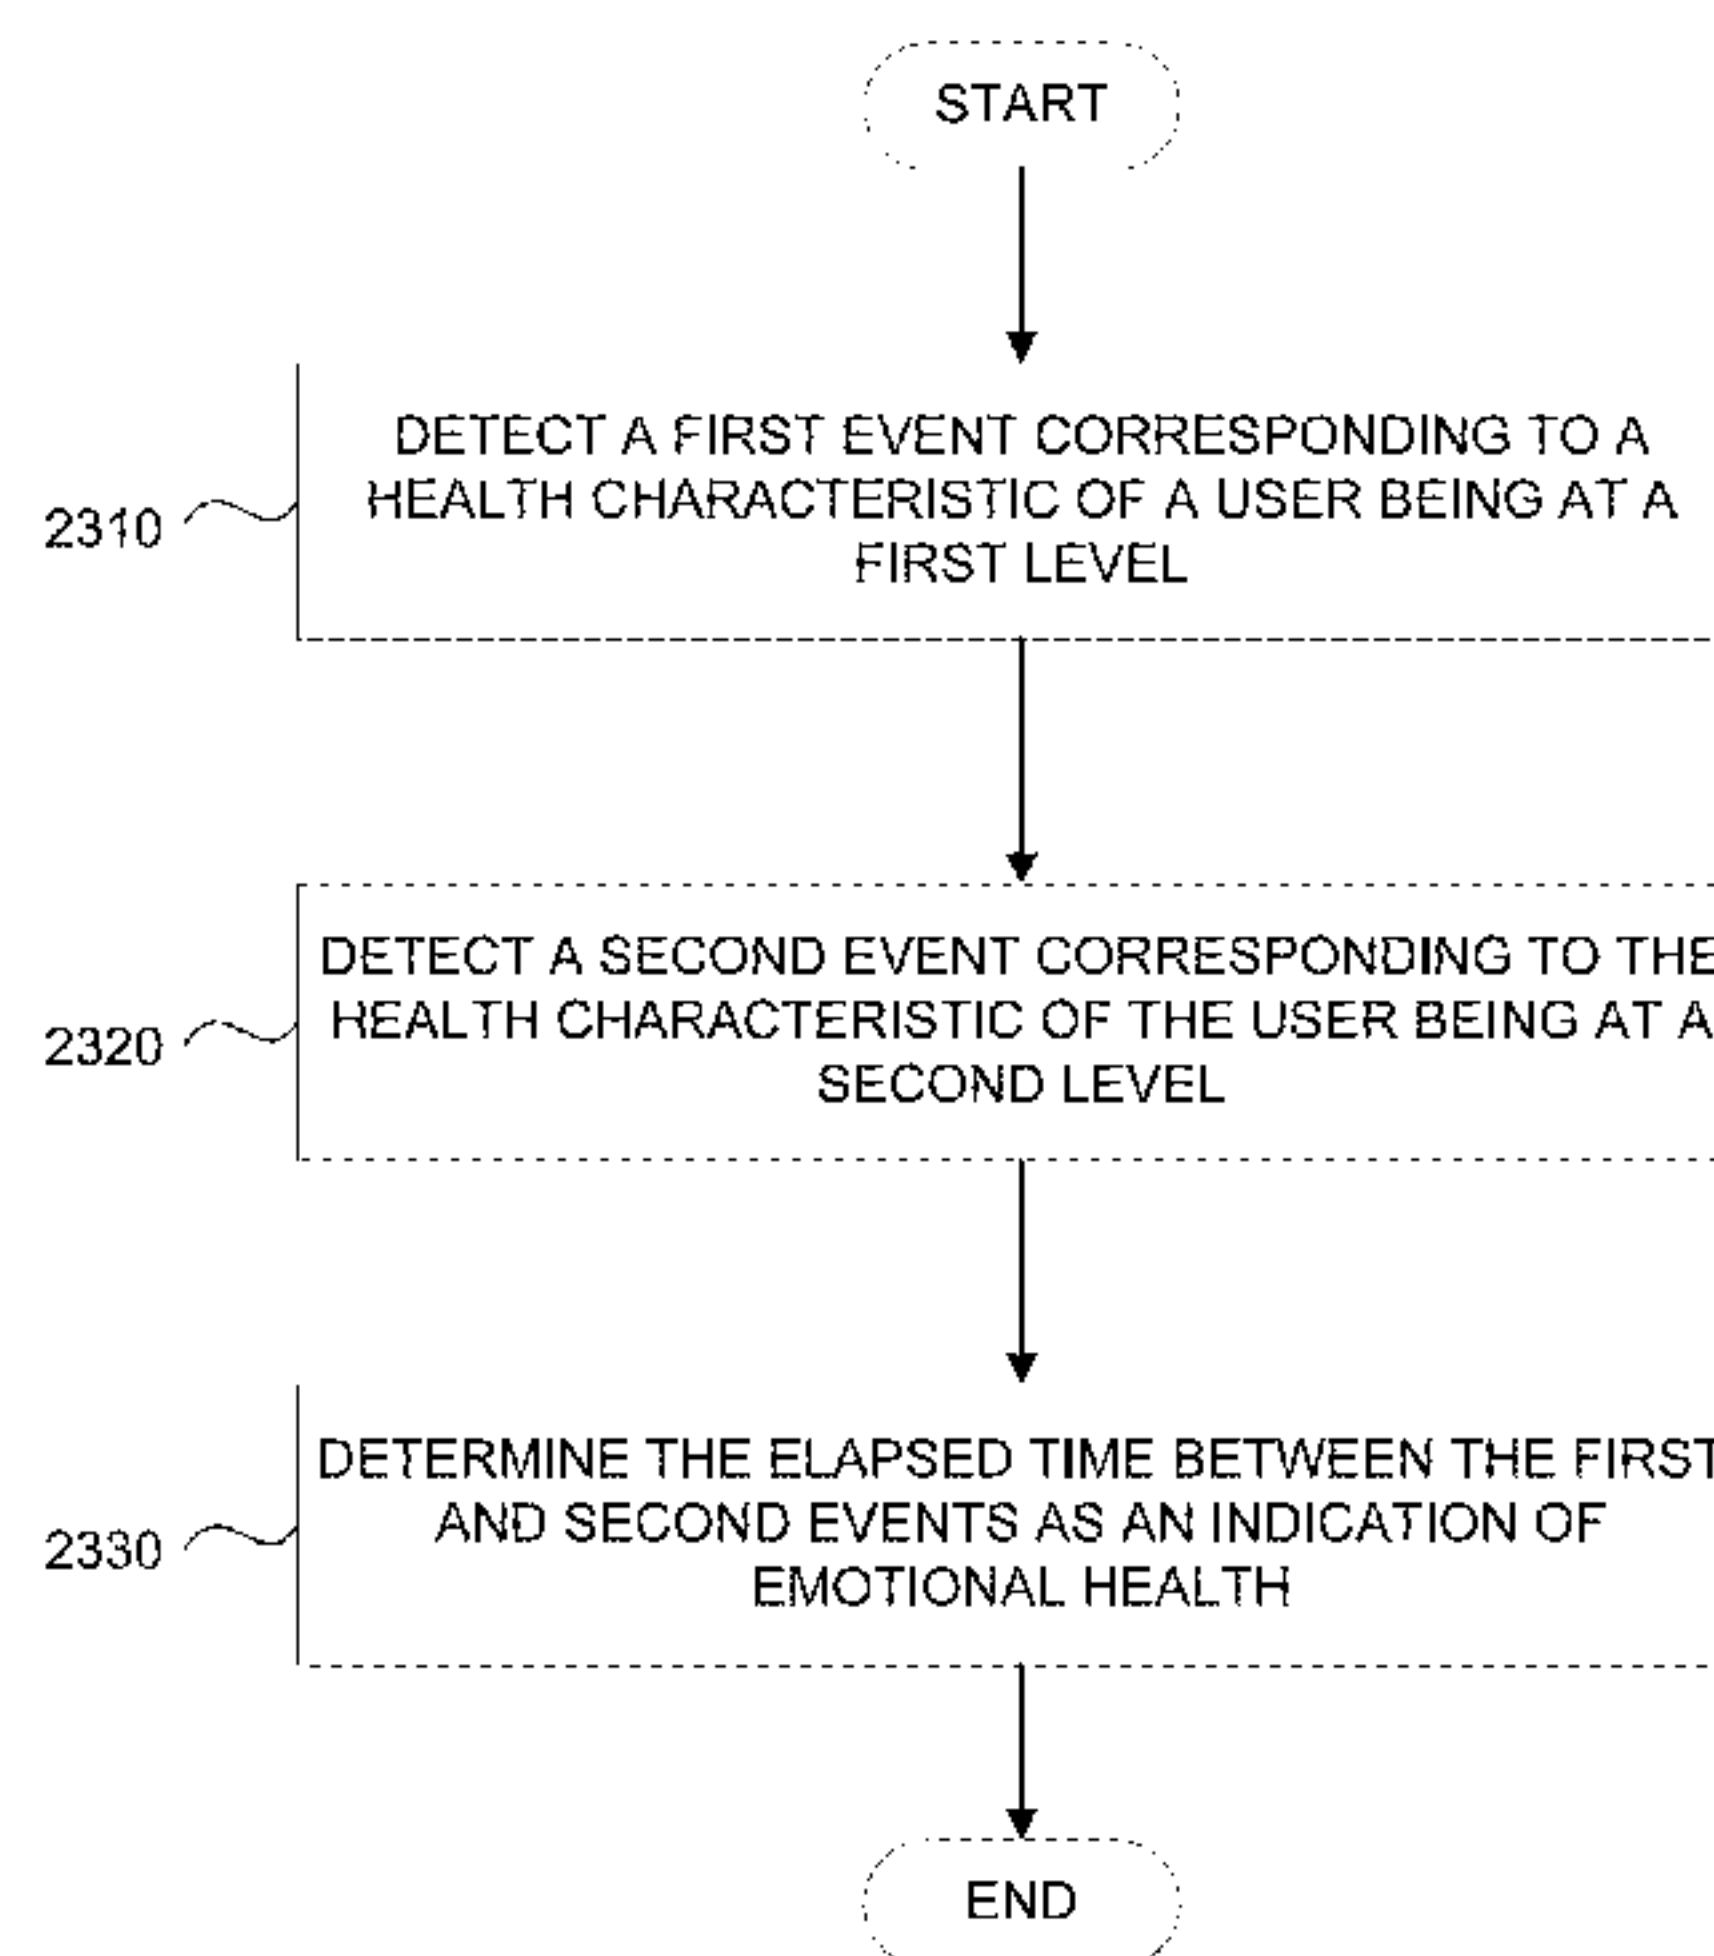 START
DETECT A FIRST EVENT CORRESPONDING TO A
HEALTH CHARACTERISTIC OF A USER BEING AT A
FIRST LEVEL
2310
DETECT A SECOND EVENT CORRESPONDING TO THE
HEALTH CHARACTERISTIC OF THE USER BEING AT A
SECOND LEVEL
2320
DETERMINE THE ELAPSED TIME BETWEEN THE FIRST
AND SECOND EVENTS AS AN INDICATION OF
EMOTIONAL HEALTH
2330
END